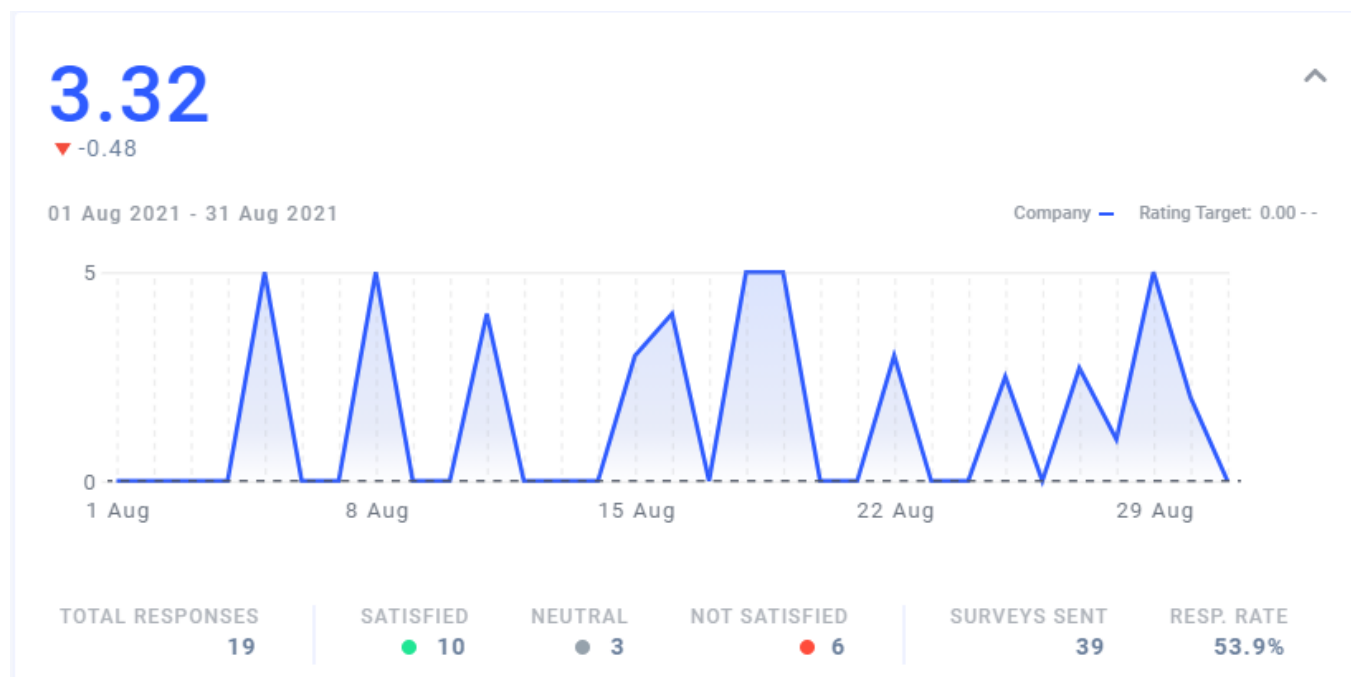 3.32
▼ -0.48
01 Aug 2021 - 31 Aug 2021
Company
Rating Target: 0.00 - -
5
0
1 Aug 8 Aug 15 Aug 22 Aug 29 Aug
TOTAL RESPONSES SATISFIED NEUTRAL NOT SATISFIED SURVEYS SENT RESP. RATE
19 10 3 6 39 53.9%